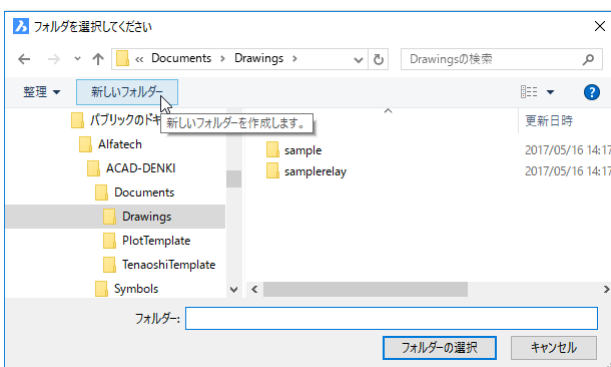 フォルダを選択してください
« Documents › Drawings ›
Drawingsの検索
整理
新しいフォルダー
新しいフォルダーを作成します。
更新日時
パブリックのドキ
Alfatech
ACAD-DENKI
Documents
Drawings
PlotTemplate
TenaoshiTemplate
Symbols
sample 2017/05/16 14:17
samplerelay 2017/05/16 14:17
フォルダー:
フォルダーの選択
キャンセル